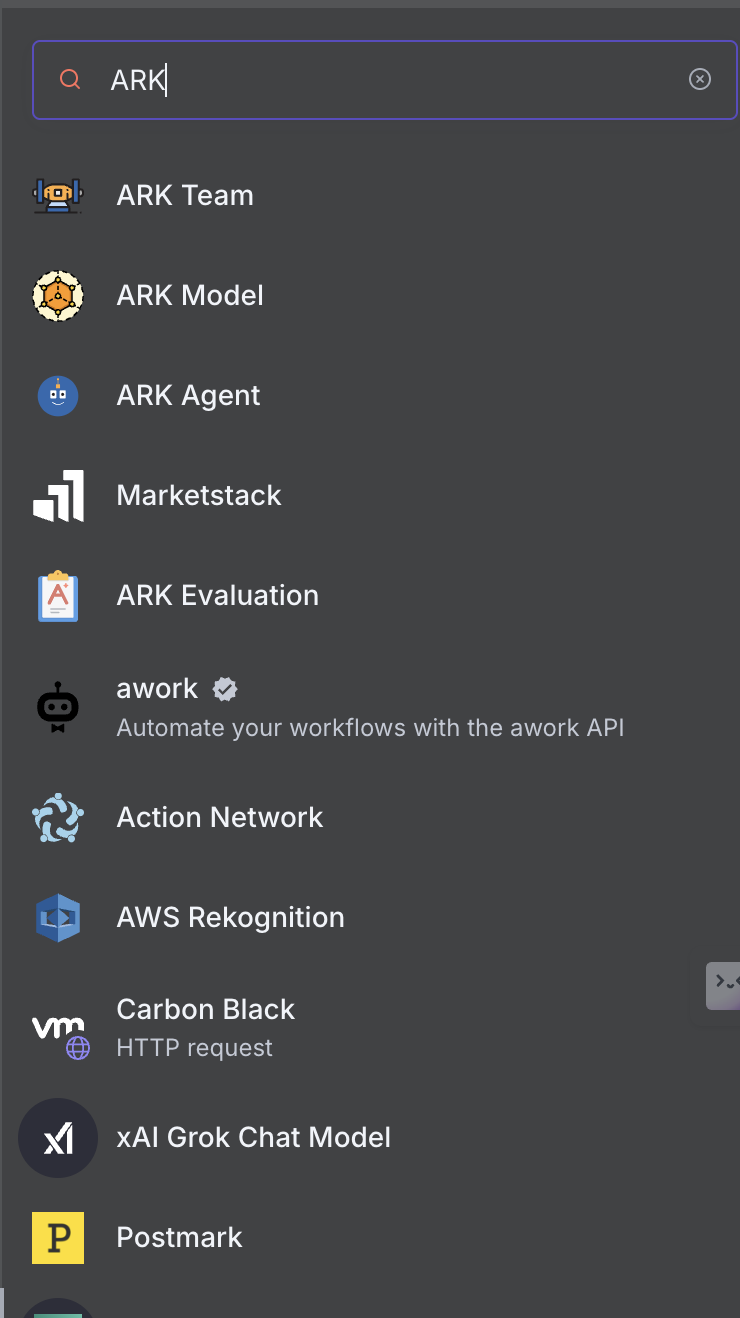 ARK
ARK Team
ARK Model
ARK Agent
Marketstack
A+
ARK Evaluation
awork
Automate your workflows with the awork API
Action Network
AWS Rekognition
vm
Carbon Black
HTTP request
xAI Grok Chat Model
P
Postmark